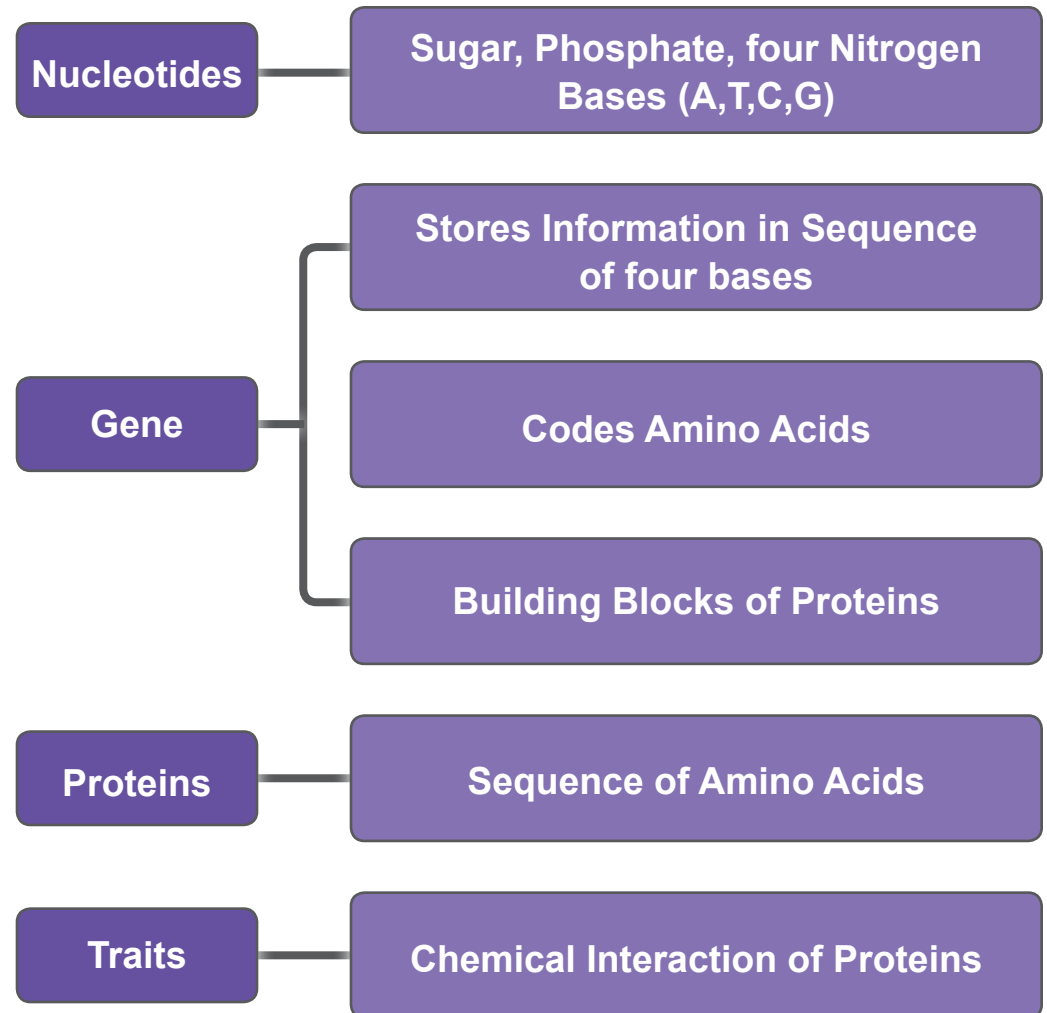 Nucleotides
Sugar, Phosphate, four Nitrogen
Bases (A,T,C,G)
Gene
Stores Information in Sequence
of four bases
Codes Amino Acids
Building Blocks of Proteins
Proteins
Sequence of Amino Acids
Traits
Chemical Interaction of Proteins